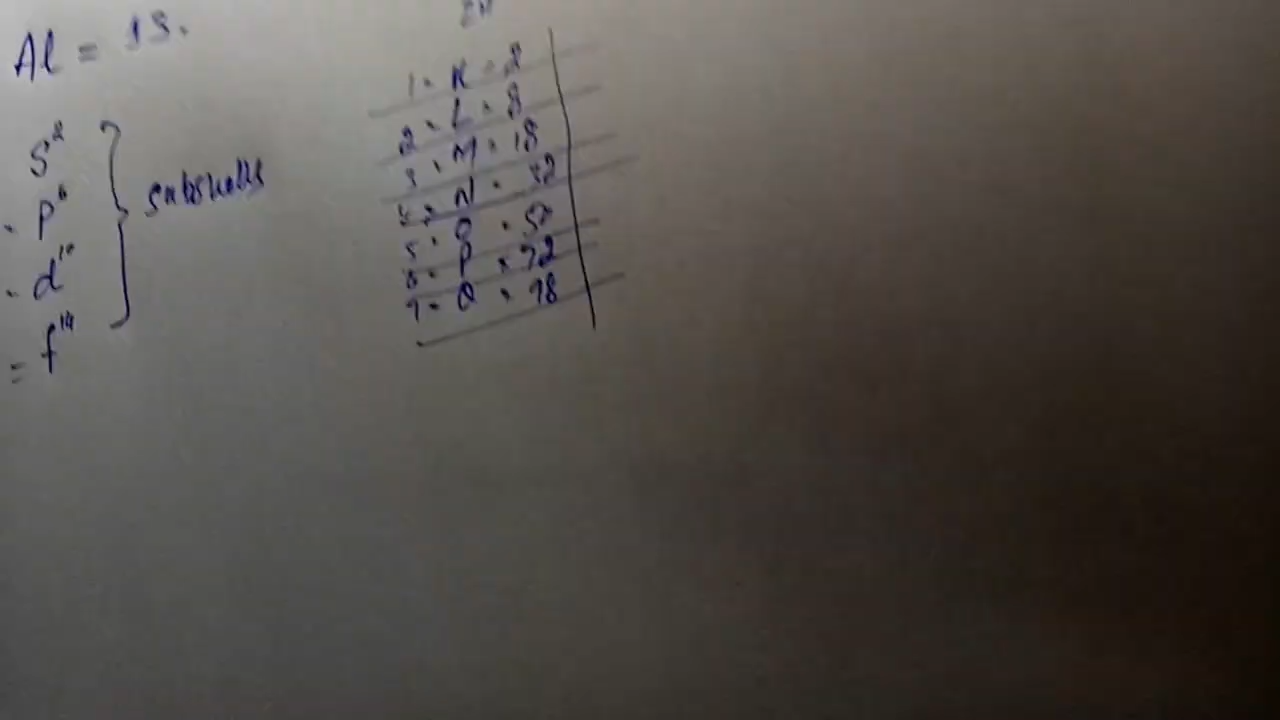 Al = 13.
s²
p⁶
d¹⁰
= f¹⁴
subshells
1 = K = 2
2 = L = 8
3 = M = 18
4 = N = 32
5 = O = 50
6 = P = 72
7 = Q = 98